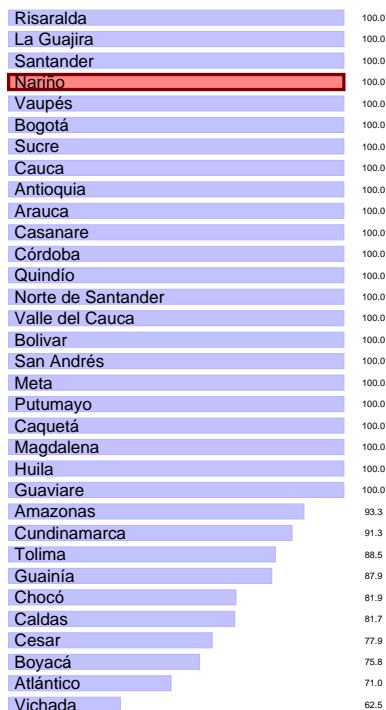 Risaralda 100.0
La Guajira 100.0
Santander 100.0
Nariño 100.0
Vaupés 100.0
Bogotá 100.0
Sucre 100.0
Cauca 100.0
Antioquia 100.0
Arauca 100.0
Casanare 100.0
Córdoba 100.0
Quindío 100.0
Norte de Santander 100.0
Valle del Cauca 100.0
Bolivar 100.0
San Andrés 100.0
Meta 100.0
Putumayo 100.0
Caquetá 100.0
Magdalena 100.0
Huila 100.0
Guaviare 100.0
Amazonas 93.3
Cundinamarca 91.3
Tolima 88.5
Guainía 87.9
Chocó 81.9
Caldas 81.7
Cesar 77.9
Boyacá 75.8
Atlántico 71.0
Vichada 62.5